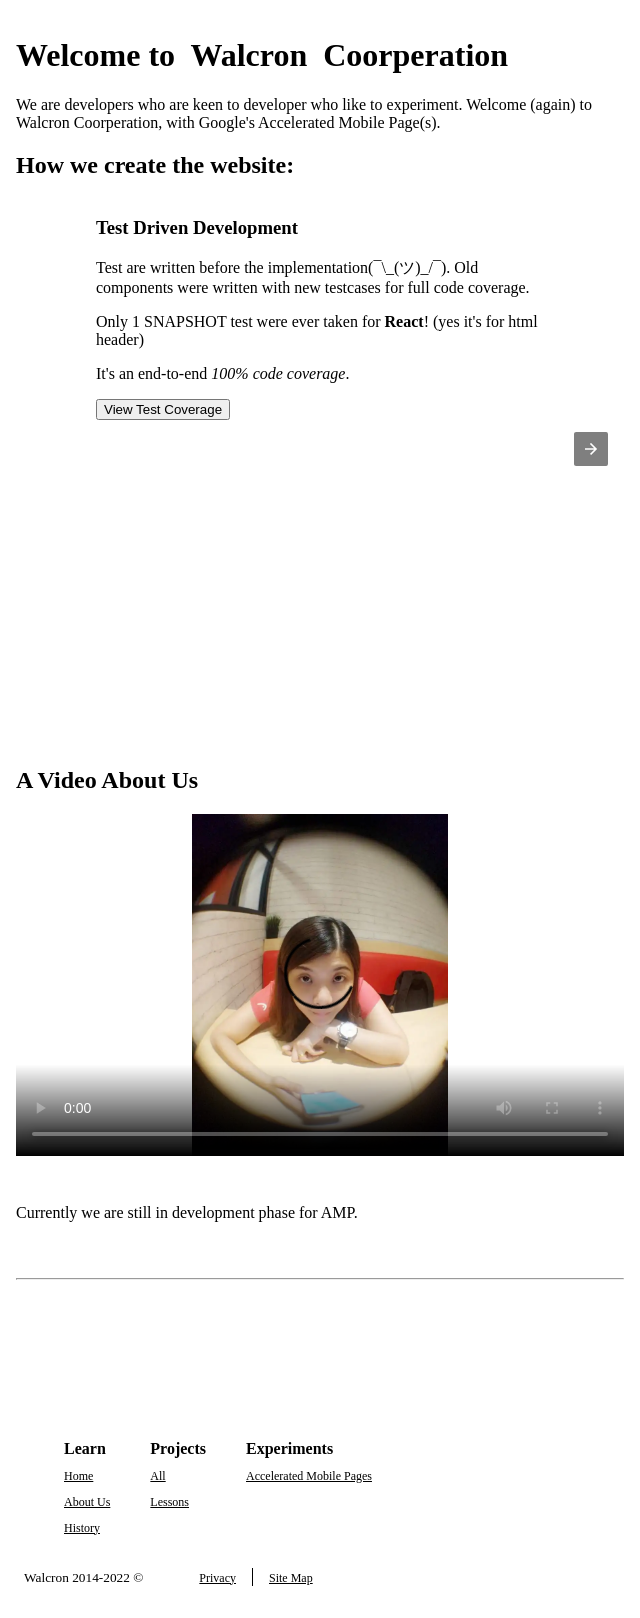 Welcome to Walcron Coorperation
We are developers who are keen to developer who like to experiment. Welcome (again) to
Walcron Coorperation, with Google's Accelerated Mobile Page(s).
How we create the website:
Test Driven Development
Test are written before the implementation(¯\_(ツ)_/¯). Old
components were written with new testcases for full code coverage.
Only 1 SNAPSHOT test were ever taken for React! (yes it's for html
header)
It's an end-to-end 100% code coverage.
View Test Coverage
A Video About Us
0:00
Currently we are still in development phase for AMP.
Learn Projects Experiments
Home All Accelerated Mobile Pages
About Us Lessons
History
Walcron 2014-2022 © Privacy Site Map